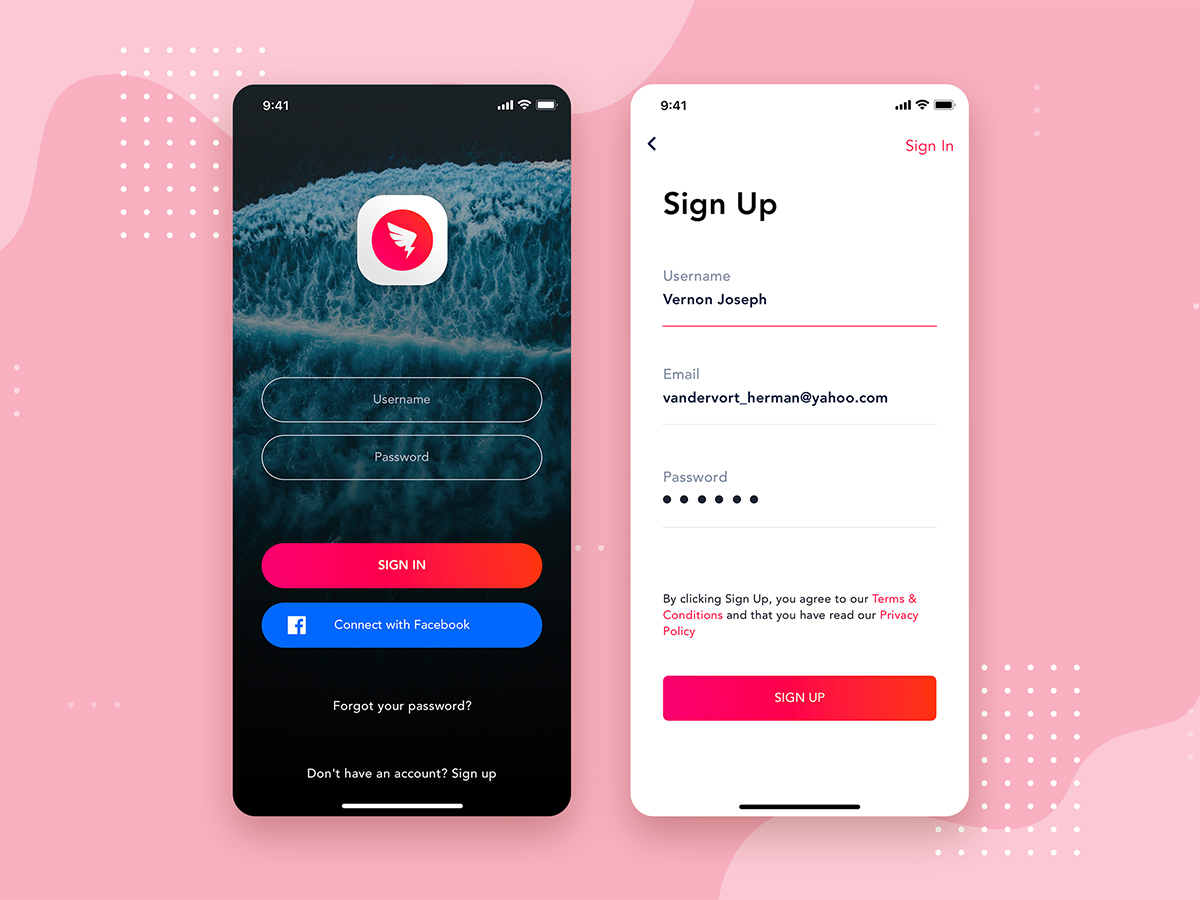 9:41
Username
Password
SIGN IN
Connect with Facebook
Forgot your password?
Don't have an account? Sign up
9:41
Sign In
Sign Up
Username
Vernon Joseph
Email
vandervort_herman@yahoo.com
Password
By clicking Sign Up, you agree to our Terms &
Conditions and that you have read our Privacy
Policy
SIGN UP